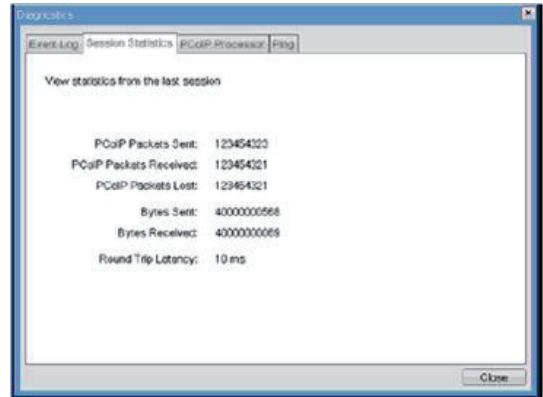 Diagnostics
Event Log Session Statistics PCoIP Processor Ping
View statistics from the last session
PCoIP Packets Sent: 123454323
PCoIP Packets Received: 123454321
PCoIP Packets Lost: 123454321
Bytes Sent: 40000000568
Bytes Received: 40000000069
Round Trip Latency: 10 ms
Close